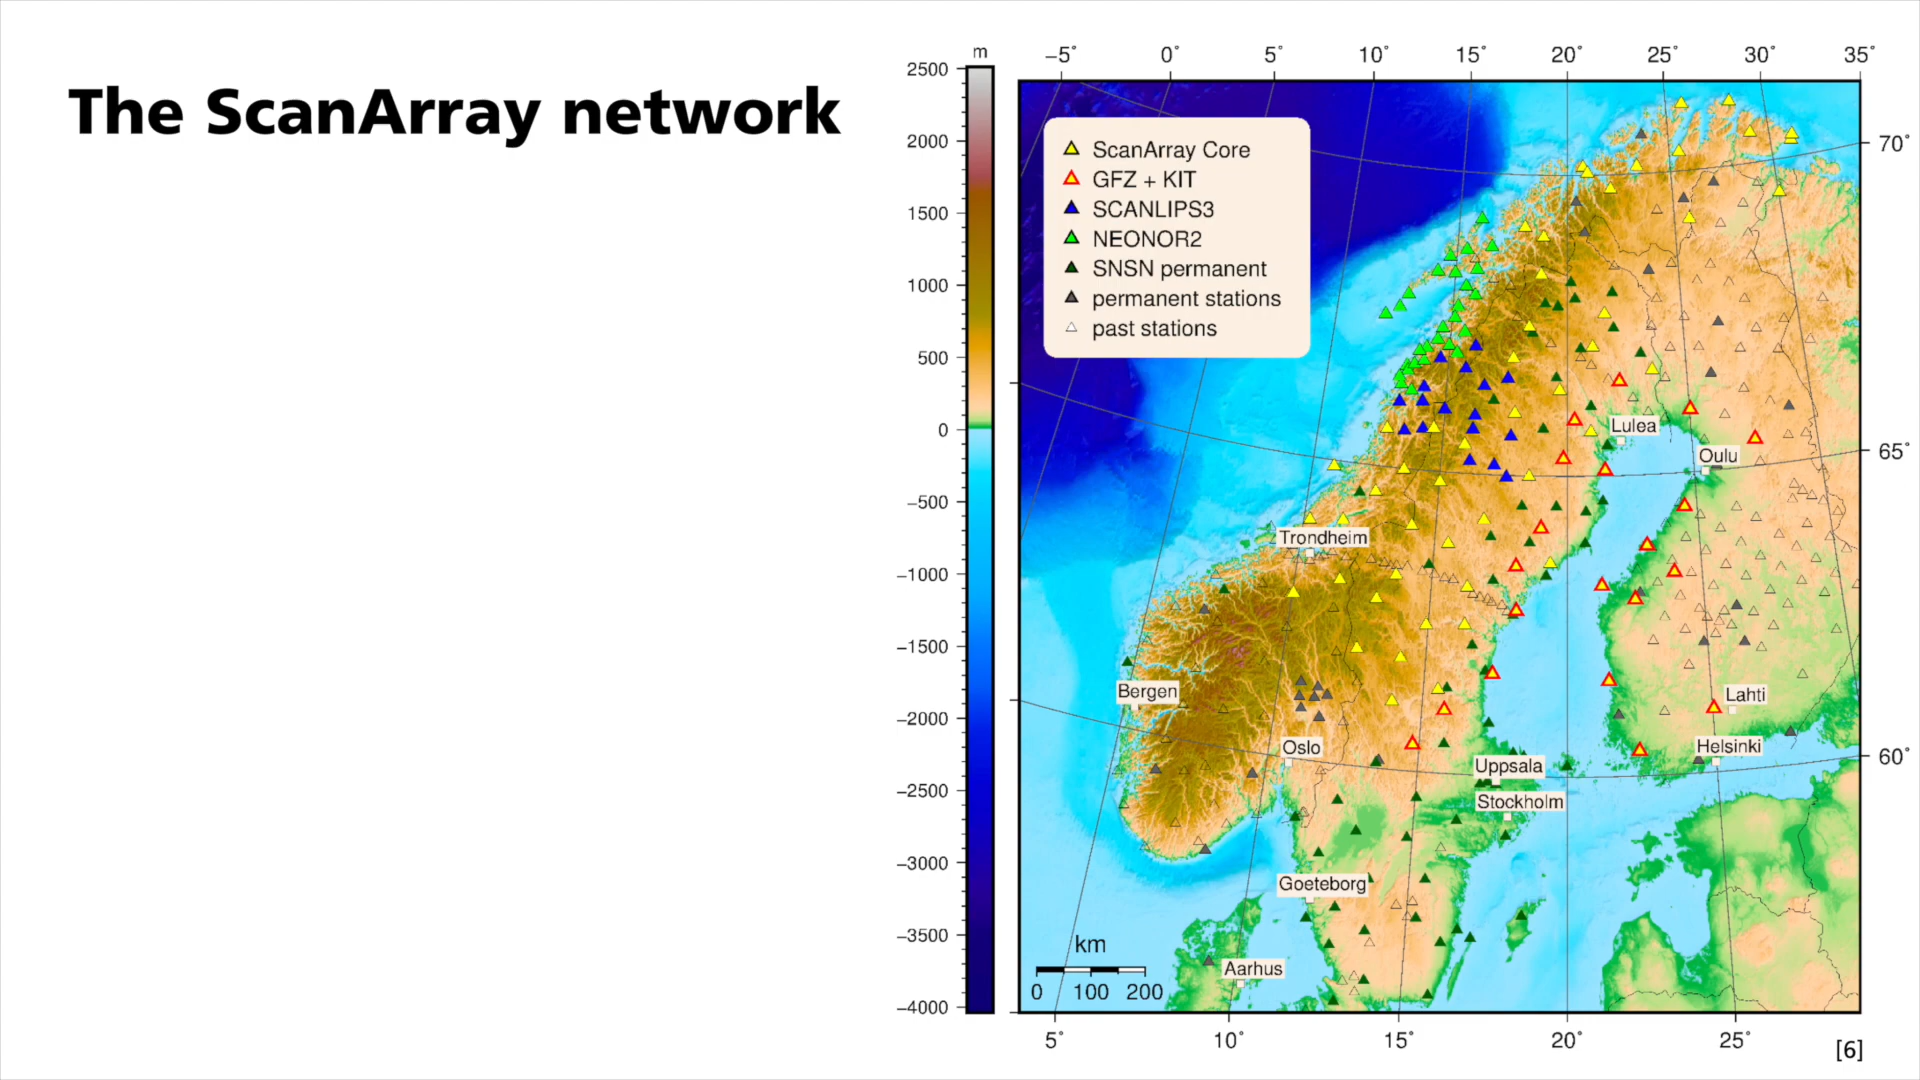 The ScanArray network
m
2500
2000
1500
1000
500
0
−500
−1000
−1500
−2000
−2500
−3000
−3500
−4000
−5° 0° 5° 10° 15° 20° 25° 30° 35°
70°
65°
60°
ScanArray Core
GFZ + KIT
SCANLIPS3
NEONOR2
SNSN permanent
permanent stations
past stations
Lulea
Oulu
Trondheim
Bergen
Lahti
Oslo
Helsinki
Uppsala
Stockholm
Goeteborg
Aarhus
km
0 100 200
5° 10° 15° 20° 25°
[6]